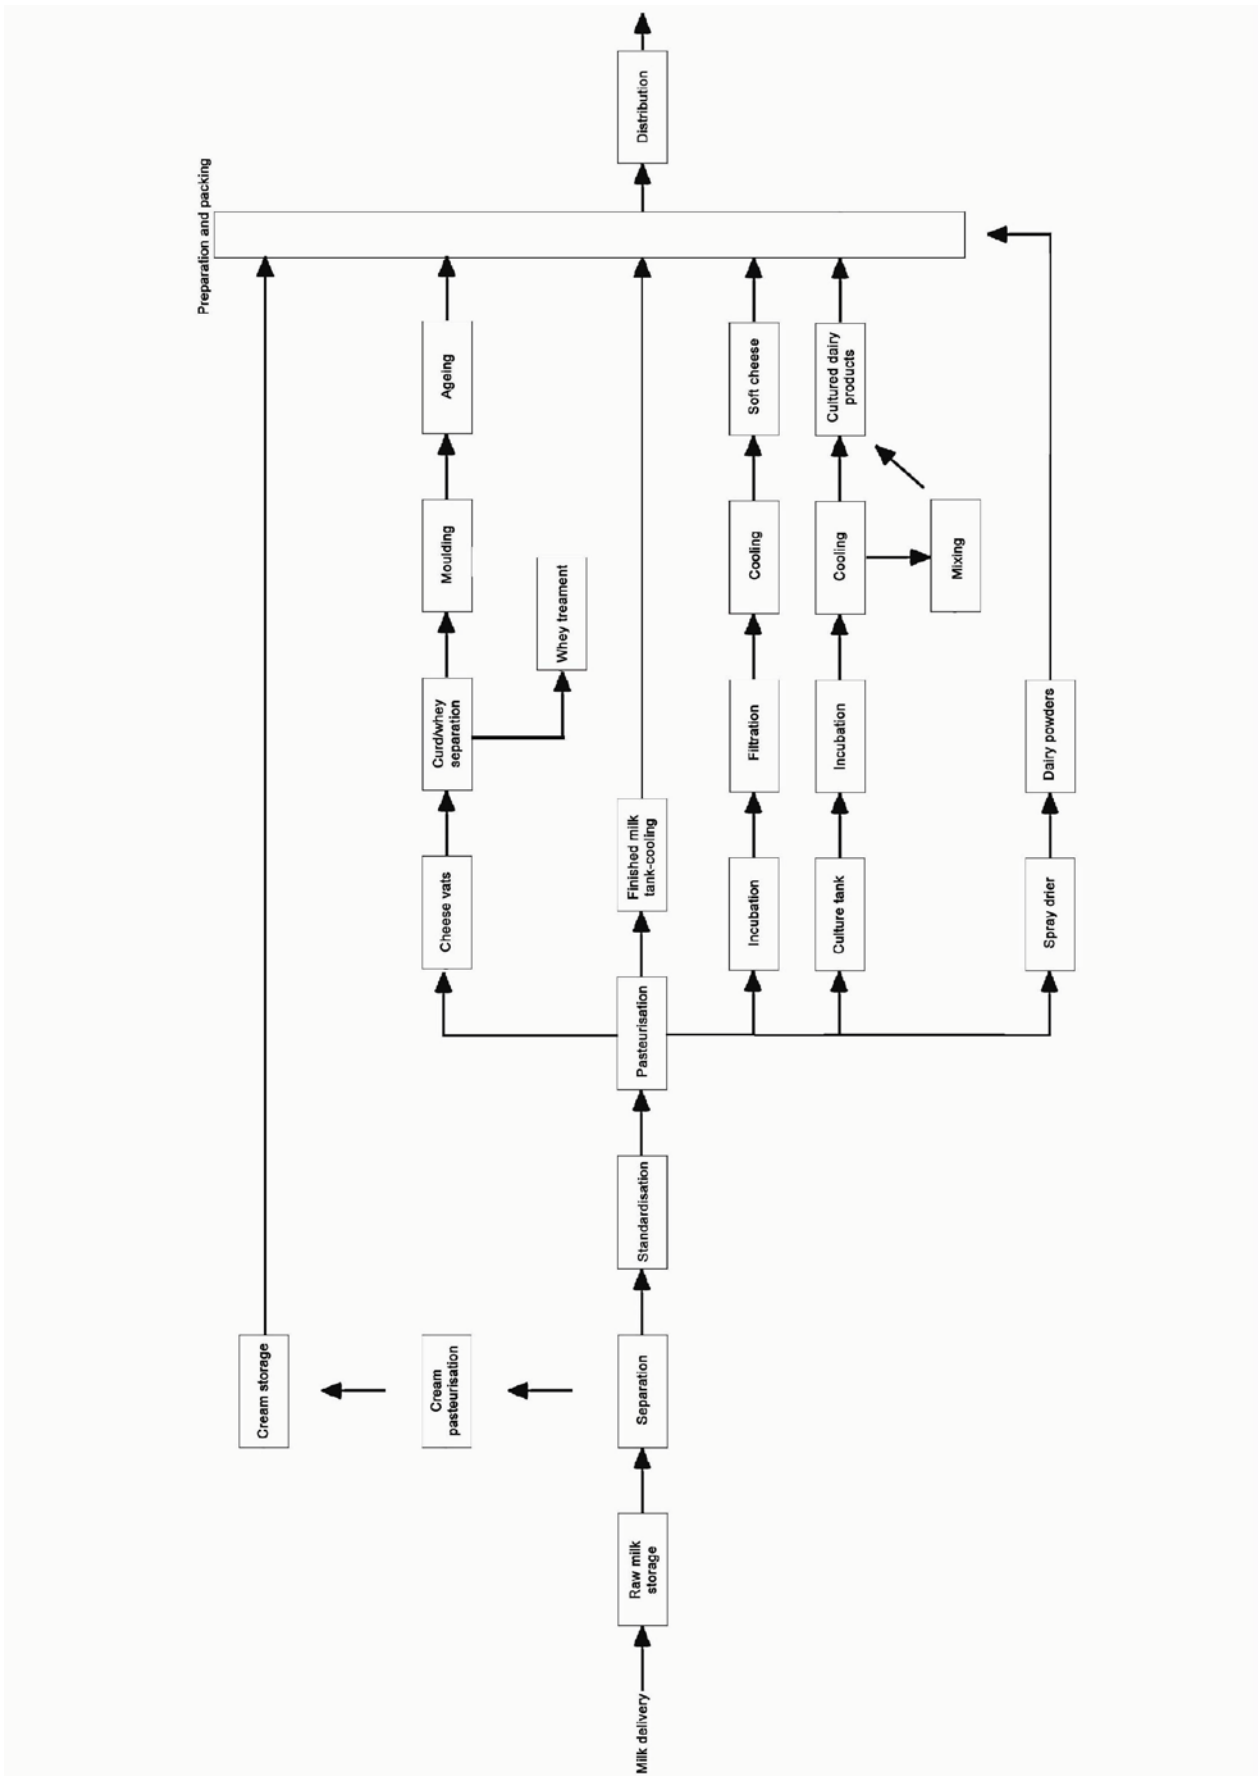 Preparation and packing
Cream storage
Cream
pasteurisation
Cheese vats
Curd/whey
separation
Moulding
Ageing
Whey treament
Milk delivery
Raw milk
storage
Separation
Standardisation
Pasteurisation
Finished milk
tank-cooling
Distribution
Incubation
Filtration
Cooling
Soft cheese
Culture tank
Incubation
Cooling
Cultured dairy
products
Mixing
Spray drier
Dairy powders